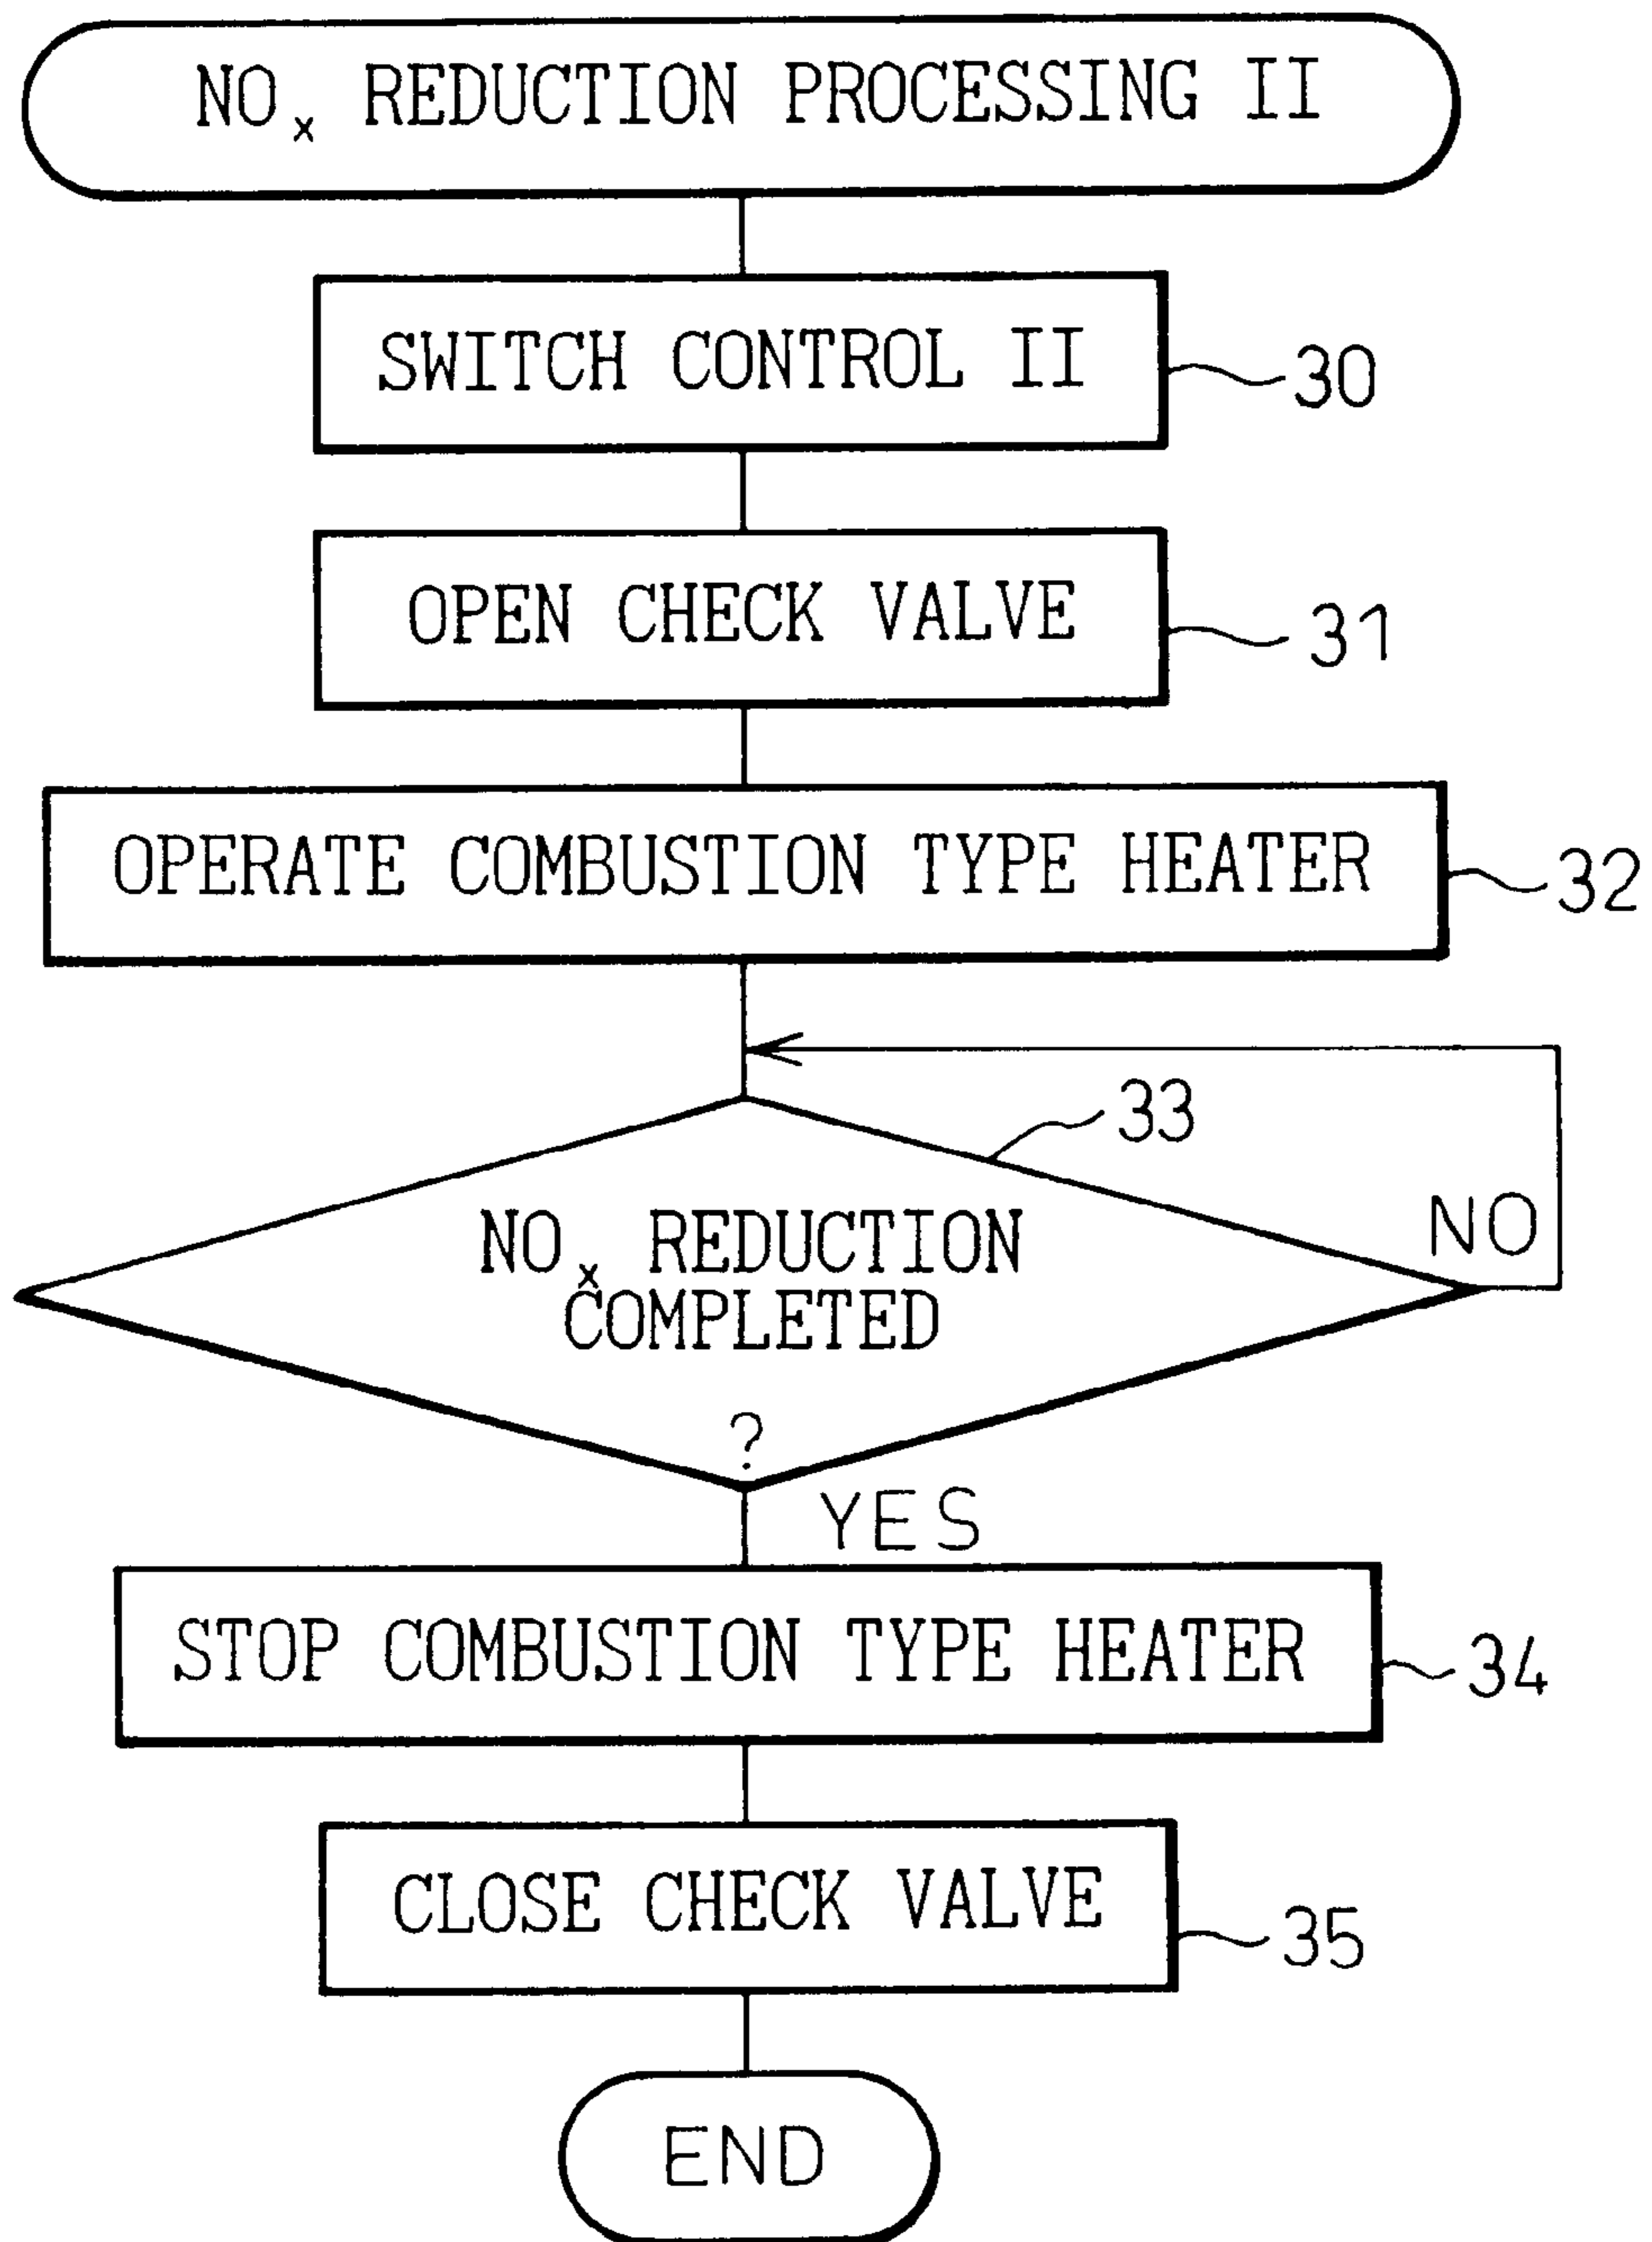 NOx REDUCTION PROCESSING II
SWITCH CONTROL II
30
OPEN CHECK VALVE
31
OPERATE COMBUSTION TYPE HEATER
32
33
NO
NOx REDUCTION
COMPLETED
?
YES
STOP COMBUSTION TYPE HEATER
34
CLOSE CHECK VALVE
35
END